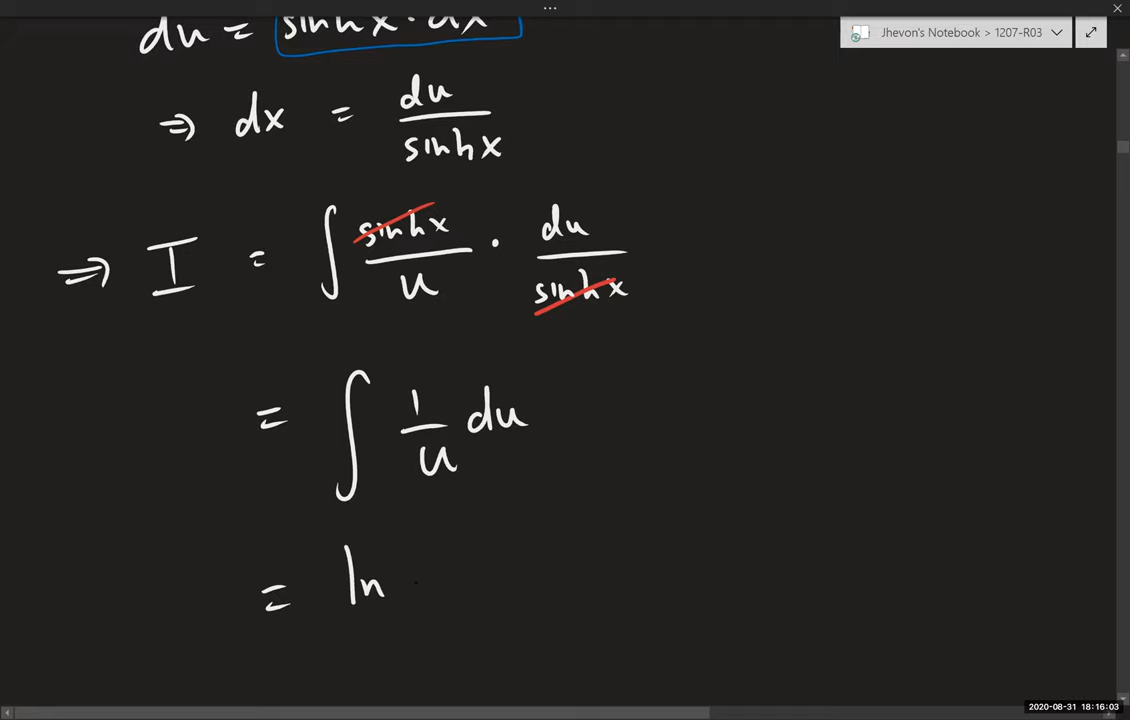 Jhevon's Notebook > 1207-R03
du = sinhx · dx
⇒ dx = du/sinhx
⇒ I = ∫ sinhx/u · du/sinhx
= ∫ 1/u du
= ln
2020-08-31 18:16:03